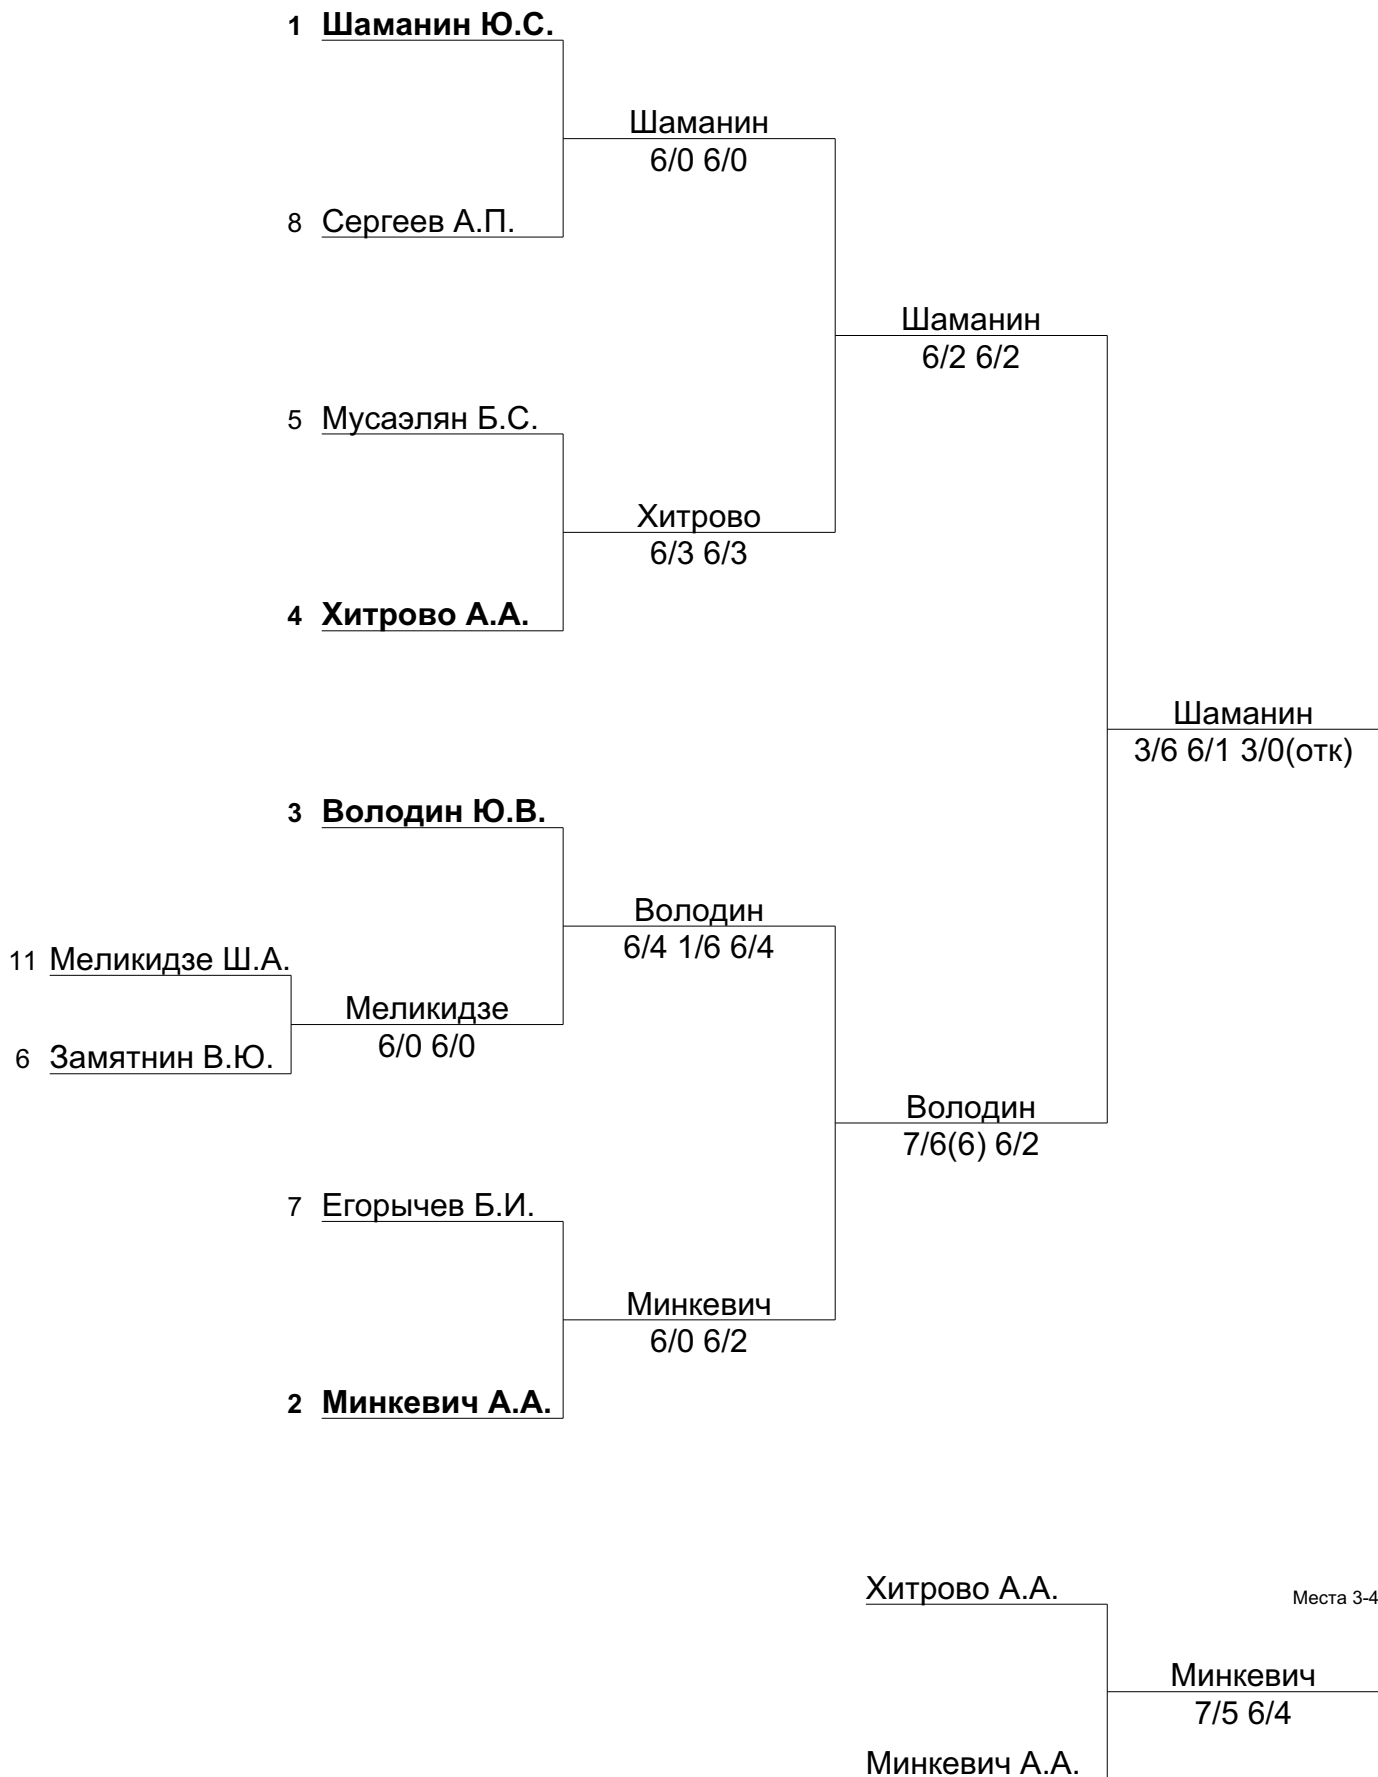 1 Шаманин Ю.С.
Шаманин
6/0 6/0
8 Сергеев А.П.
Шаманин
6/2 6/2
5 Мусаэлян Б.С.
Хитрово
6/3 6/3
4 Хитрово А.А.
Шаманин
3/6 6/1 3/0(отк)
3 Володин Ю.В.
Володин
6/4 1/6 6/4
11 Меликидзе Ш.А.
Меликидзе
6/0 6/0
6 Замятнин В.Ю.
Володин
7/6(6) 6/2
7 Егорычев Б.И.
Минкевич
6/0 6/2
2 Минкевич А.А.
Хитрово А.А.
Места 3-4
Минкевич
7/5 6/4
Минкевич А.А.